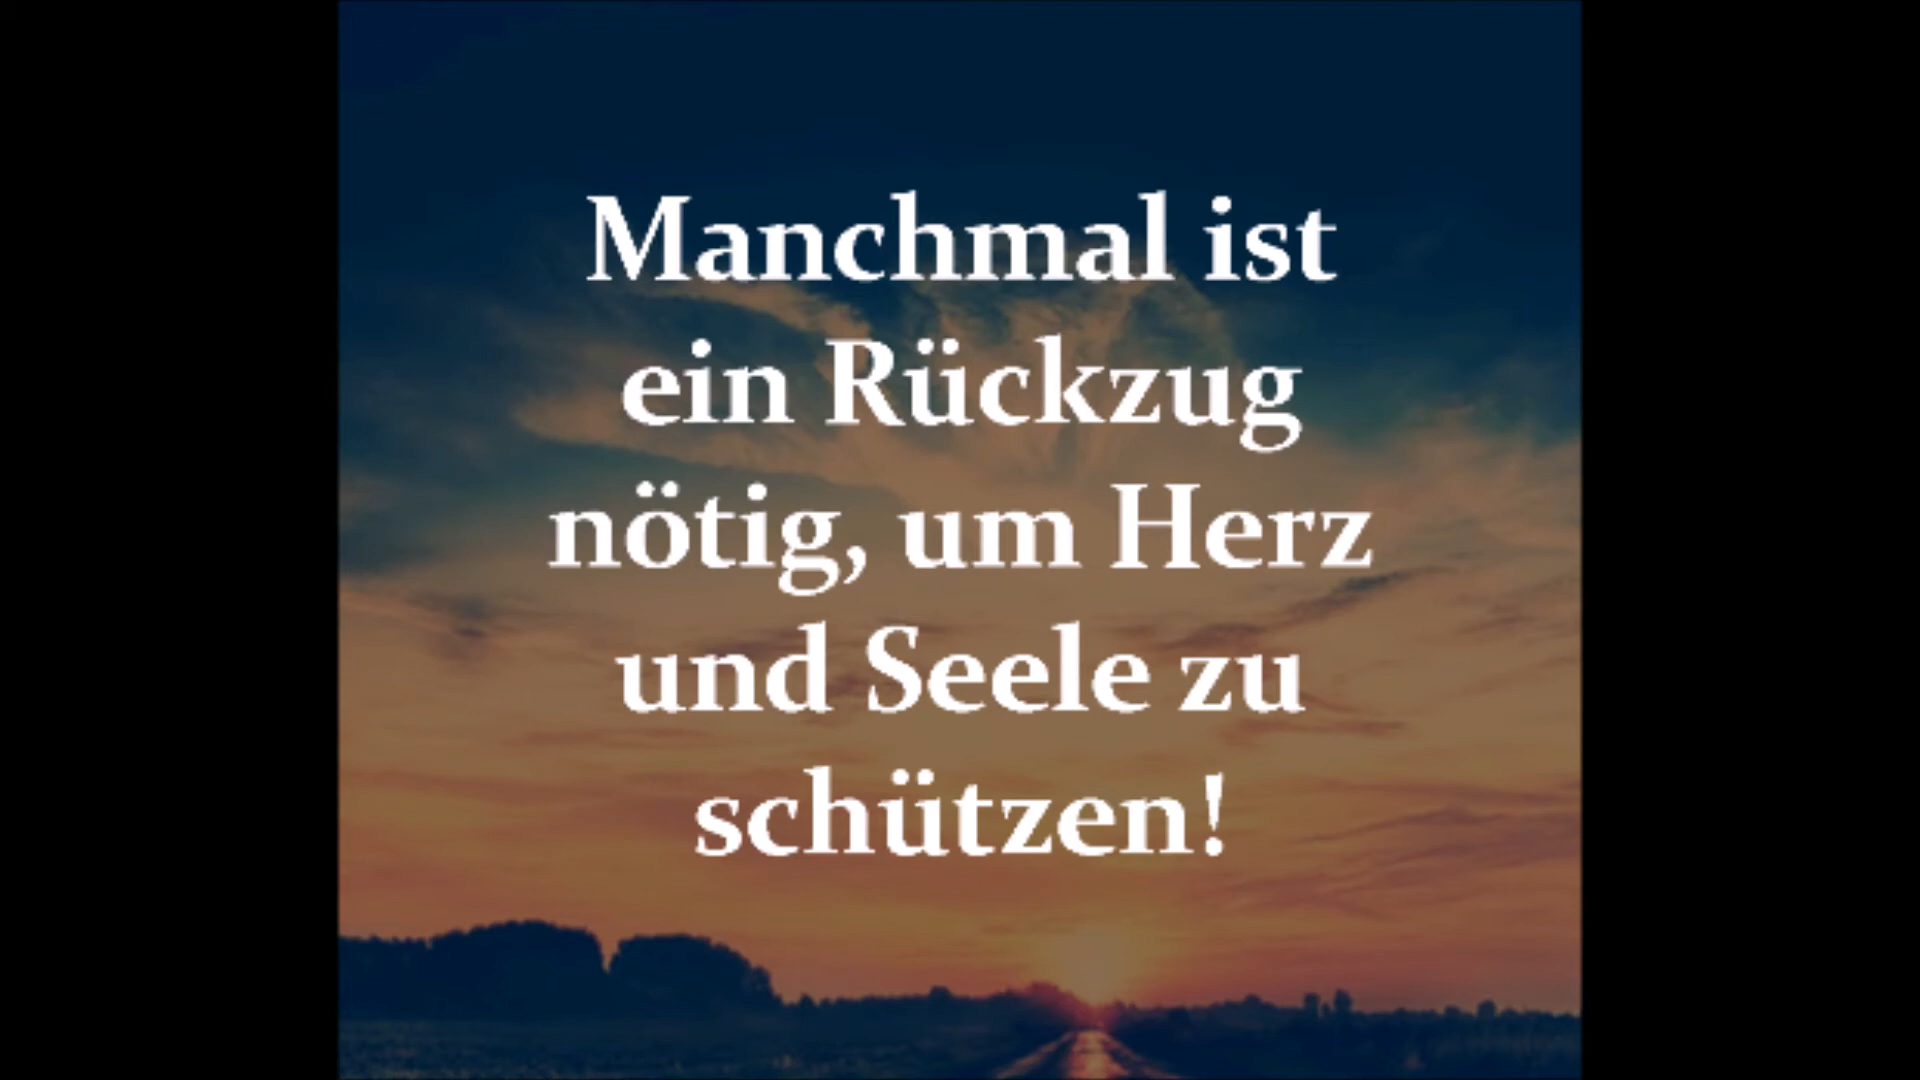 Manchmal ist
ein Rückzug
nötig, um Herz
und Seele zu
schützen!